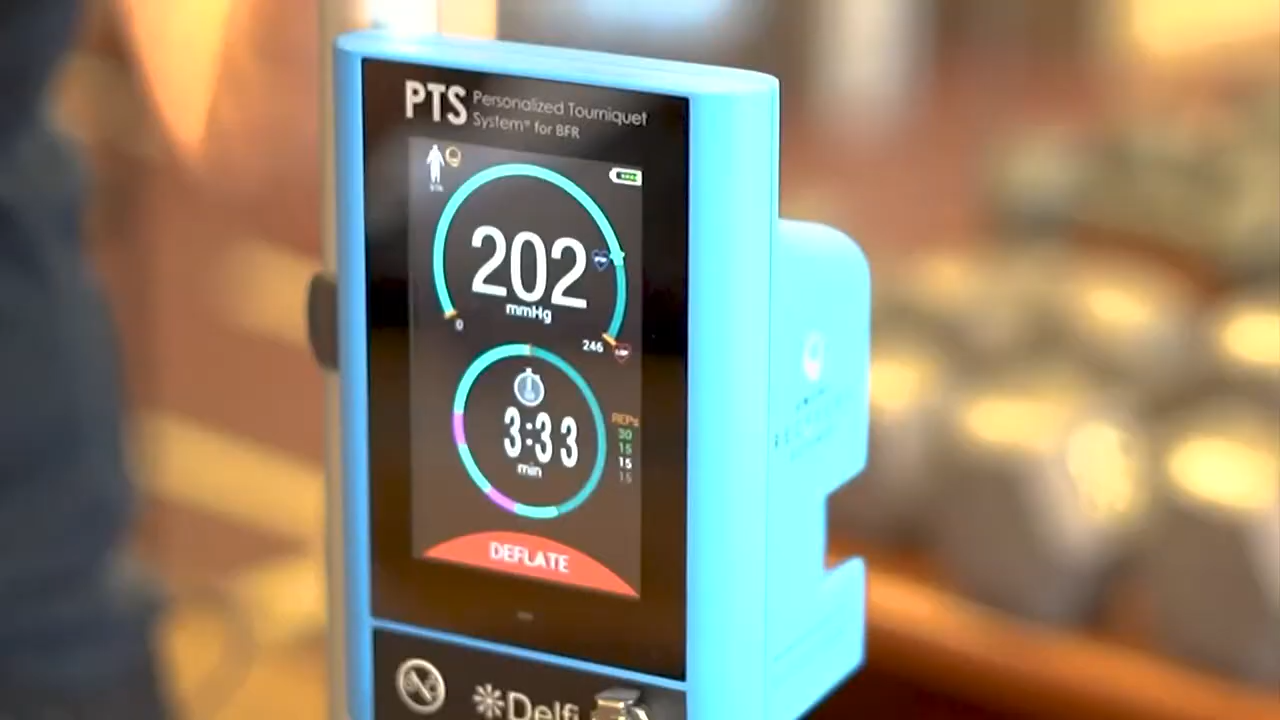 PTS Personalized Tourniquet
System® for BFR
202
mmHg
0
246
LOP
3:33
min
REPs
30
15
15
15
DEFLATE
Delfi